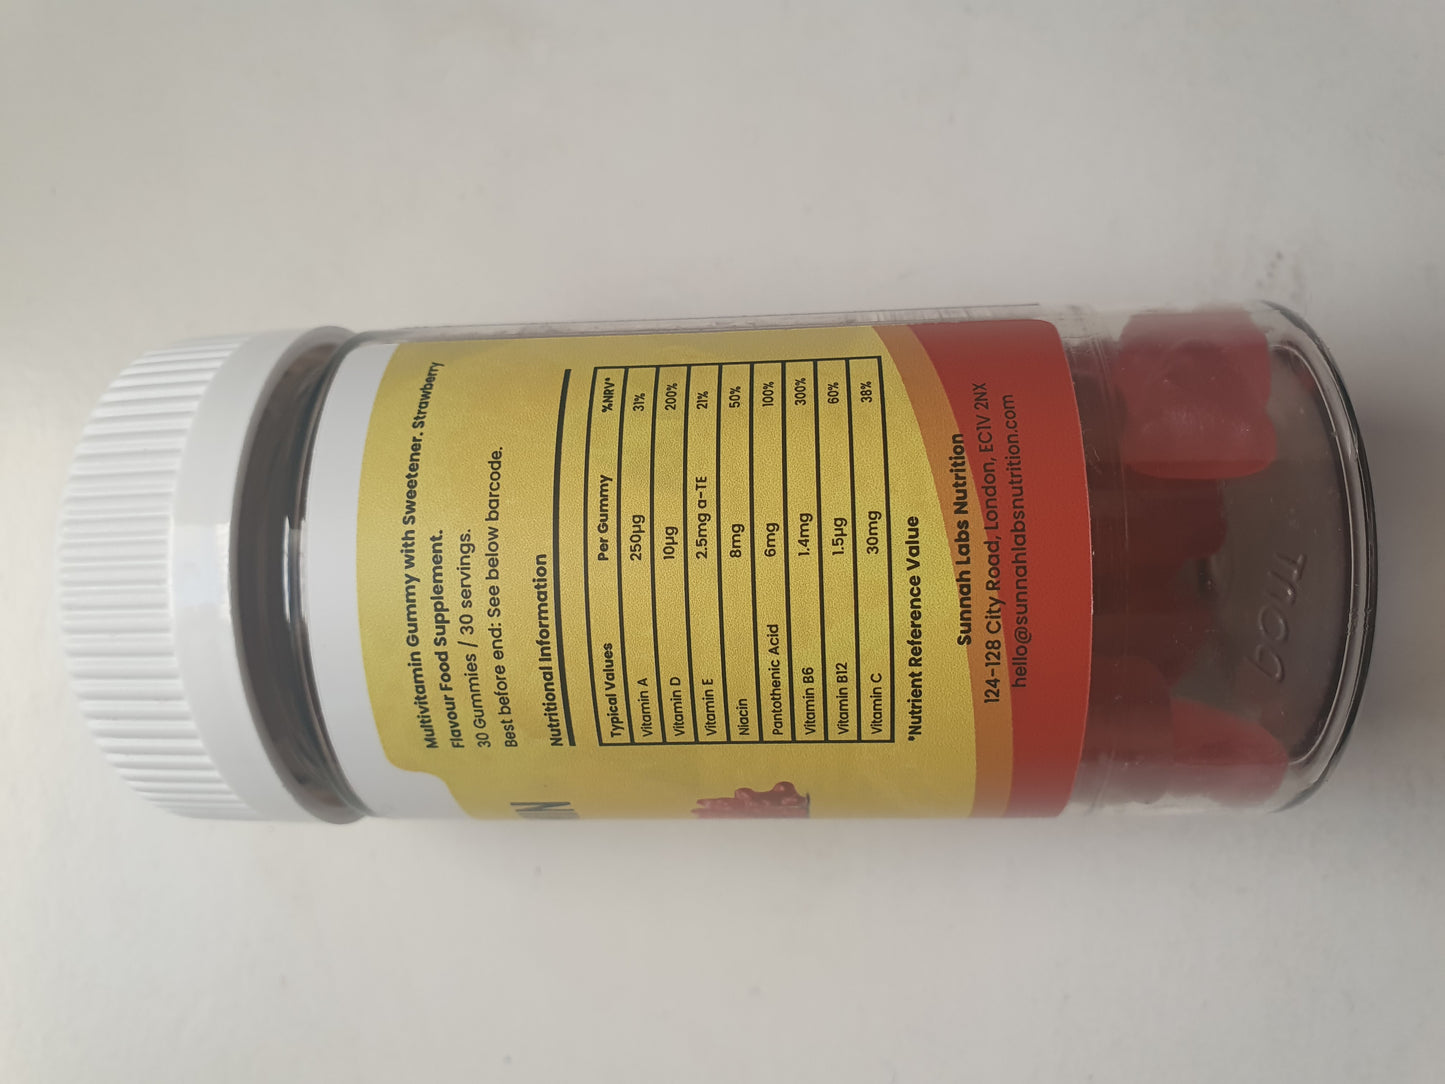 Multivitamin Gummy with Sweetener. Strawberry
Flavour Food Supplement.
30 Gummies / 30 servings.
Best before end: See below barcode.
Nutritional Information
Typical Values Per Gummy %NRV*
Vitamin A 250µg 31%
Vitamin D 10µg 200%
Vitamin E 2.5mg α-TE 21%
Niacin 8mg 50%
Pantothenic Acid 6mg 100%
Vitamin B6 1.4mg 300%
Vitamin B12 1.5µg 60%
Vitamin C 30mg 38%
*Nutrient Reference Value
Sunnah Labs Nutrition
124-128 City Road, London, EC1V 2NX
hello@sunnahlabsnutrition.com